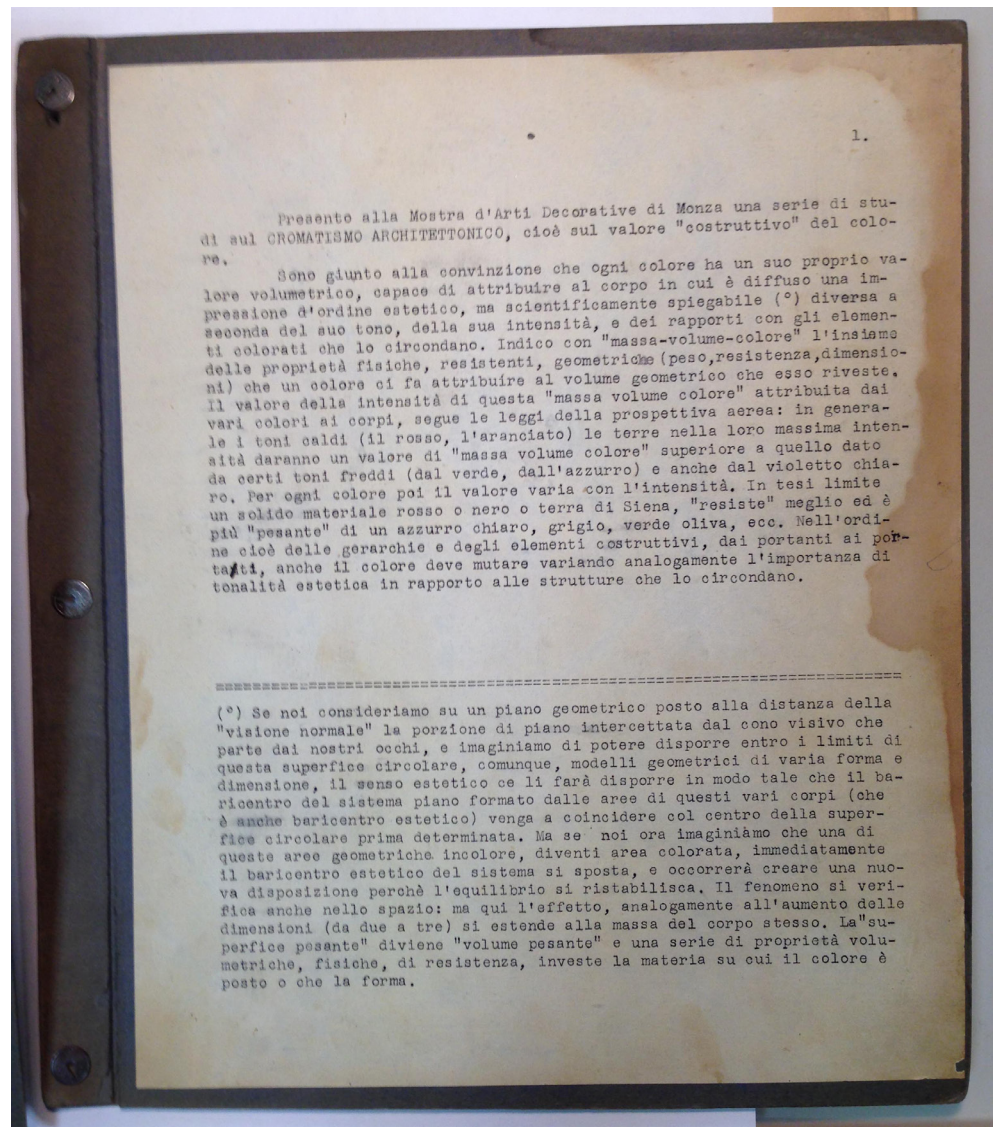 1.
Presento alla Mostra d'Arti Decorative di Monza una serie di stu-
di sul CROMATISMO ARCHITETTONICO, cioè sul valore "costruttivo" del colo-
re.
Sono giunto alla convinzione che ogni colore ha un suo proprio va-
lore volumetrico, capace di attribuire al corpo in cui è diffuso una im-
pressione d'ordine estetico, ma scientificamente spiegabile (°) diversa a
seconda del suo tono, della sua intensità, e dei rapporti con gli elemen-
ti colorati che lo circondano. Indico con "massa-volume-colore" l'insieme
delle proprietà fisiche, resistenti, geometriche (peso,resistenza,dimensio-
ni) che un colore ci fa attribuire al volume geometrico che esso riveste.
Il valore della intensità di questa "massa volume colore" attribuita dai
vari colori ai corpi, segue le leggi della prospettiva aerea: in genera-
le i toni caldi (il rosso, l'aranciato) le terre nella loro massima inten-
sità daranno un valore di "massa volume colore" superiore a quello dato
da certi toni freddi (dal verde, dall'azzurro) e anche dal violetto chia-
ro. Per ogni colore poi il valore varia con l'intensità. In tesi limite
un solido materiale rosso o nero o terra di Siena, "resiste" meglio ed è
più "pesante" di un azzurro chiaro, grigio, verde oliva, ecc. Nell'ordi-
ne cioè delle gerarchie e degli elementi costruttivi, dai portanti ai por-
tati, anche il colore deve mutare variando analogamente l'importanza di
tonalità estetica in rapporto alle strutture che lo circondano.
===========================================================================
(°) Se noi consideriamo su un piano geometrico posto alla distanza della
"visione normale" la porzione di piano intercettata dal cono visivo che
parte dai nostri occhi, e imaginiamo di potere disporre entro i limiti di
questa superfice circolare, comunque, modelli geometrici di varia forma e
dimensione, il senso estetico ce li farà disporre in modo tale che il ba-
ricentro del sistema piano formato dalle aree di questi vari corpi (che
è anche baricentro estetico) venga a coincidere col centro della super-
fice circolare prima determinata. Ma se noi ora imaginiamo che una di
queste aree geometriche incolore, diventi area colorata, immediatamente
il baricentro estetico del sistema si sposta, e occorrerà creare una nuo-
va disposizione perchè l'equilibrio si ristabilisca. Il fenomeno si veri-
fica anche nello spazio: ma qui l'effetto, analogamente all'aumento delle
dimensioni (da due a tre) si estende alla massa del corpo stesso. La"su-
perfice pesante" diviene "volume pesante" e una serie di proprietà volu-
metriche, fisiche, di resistenza, investe la materia su cui il colore è
posto o che la forma.